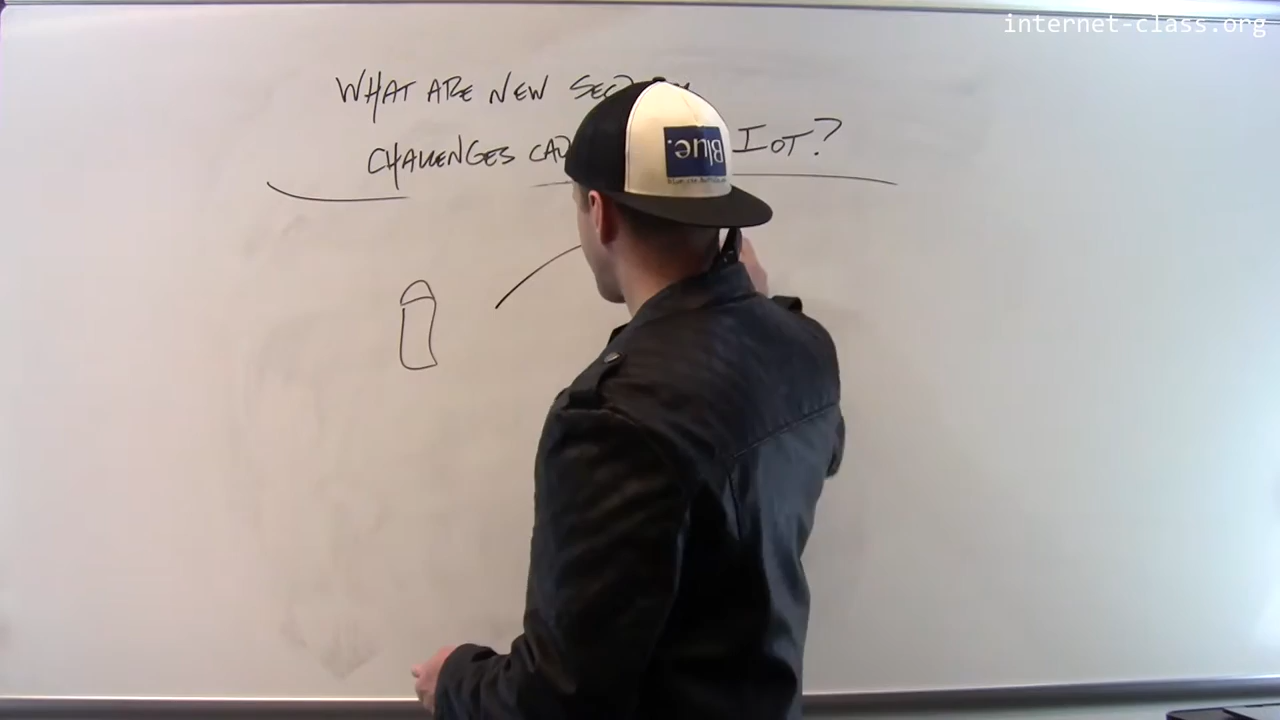 internet-class.org
WHAT ARE NEW
CHALLENGES IOT?
Blue.